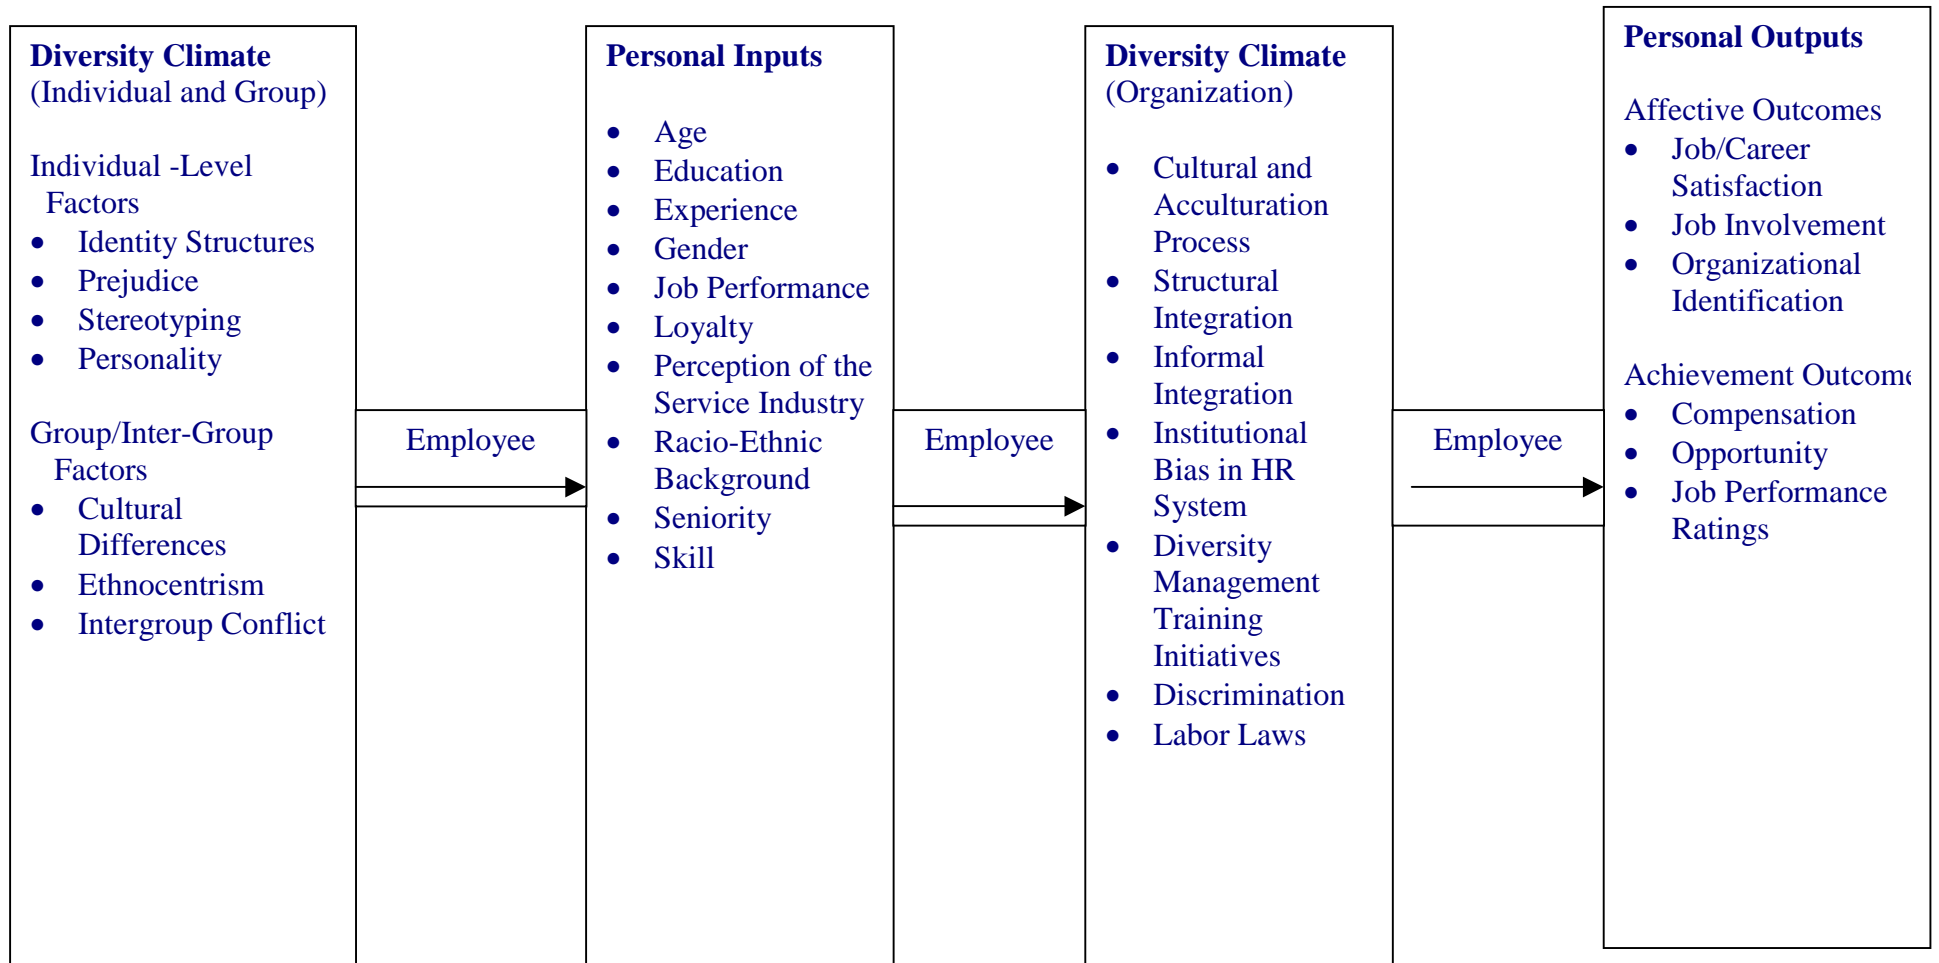 Diversity Climate
(Individual and Group)
Individual -Level
Factors
• Identity Structures
• Prejudice
• Stereotyping
• Personality
Group/Inter-Group
Factors
• Cultural
Differences
• Ethnocentrism
• Intergroup Conflict
Employee
Personal Inputs
• Age
• Education
• Experience
• Gender
• Job Performance
• Loyalty
• Perception of the
Service Industry
• Racio-Ethnic
Background
• Seniority
• Skill
Employee
Diversity Climate
(Organization)
• Cultural and
Acculturation
Process
• Structural
Integration
• Informal
Integration
• Institutional
Bias in HR
System
• Diversity
Management
Training
Initiatives
• Discrimination
• Labor Laws
Employee
Personal Outputs
Affective Outcomes
• Job/Career
Satisfaction
• Job Involvement
• Organizational
Identification
Achievement Outcome
• Compensation
• Opportunity
• Job Performance
Ratings